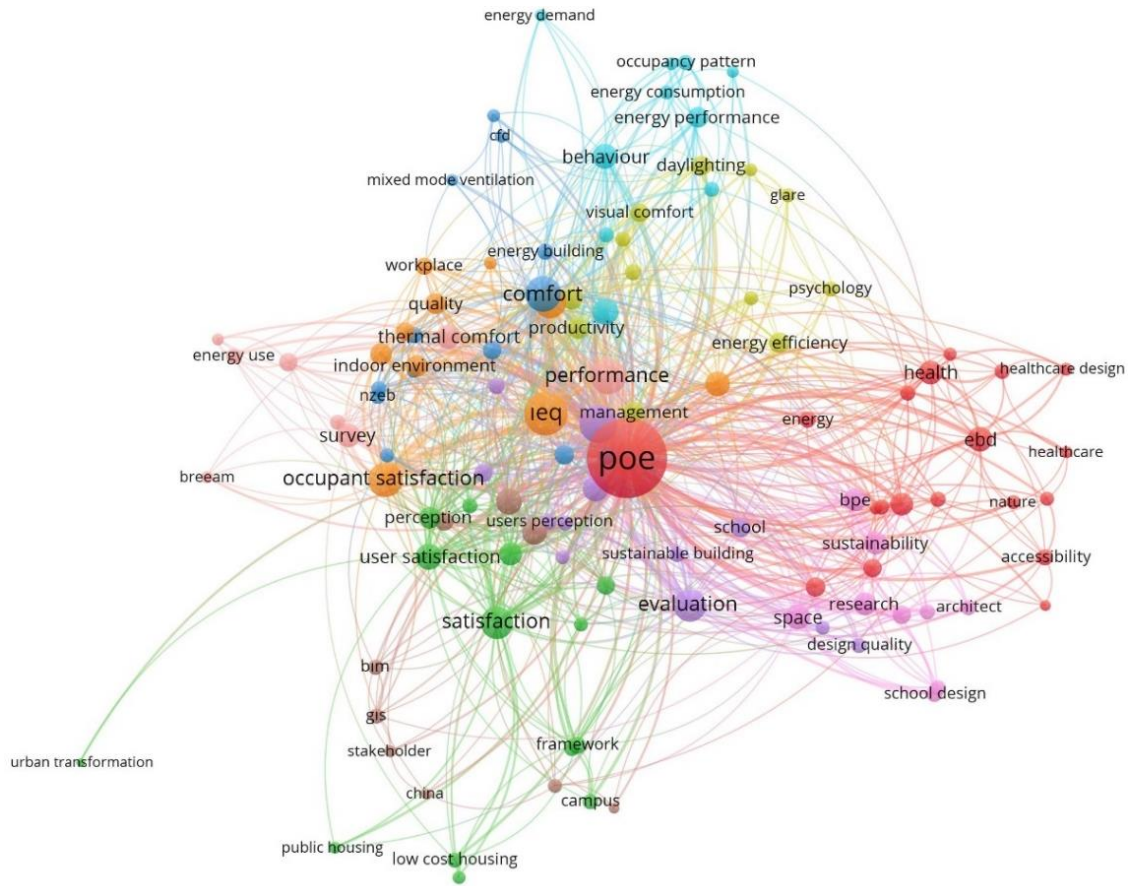 energy demand
occupancy pattern
energy consumption
energy performance
cfd
behaviour
daylighting
mixed mode ventilation
glare
visual comfort
energy building
workplace
comfort
psychology
quality
productivity
thermal comfort
energy efficiency
energy use
indoor environment
performance
health
healthcare design
nzeb
ieq
management
energy
survey
ebd
poe
healthcare
breeam
occupant satisfaction
bpe
nature
perception
users perception
school
sustainability
user satisfaction
sustainable building
accessibility
evaluation
research
architect
satisfaction
space
design quality
bim
school design
gis
stakeholder
framework
urban transformation
china
campus
public housing
low cost housing